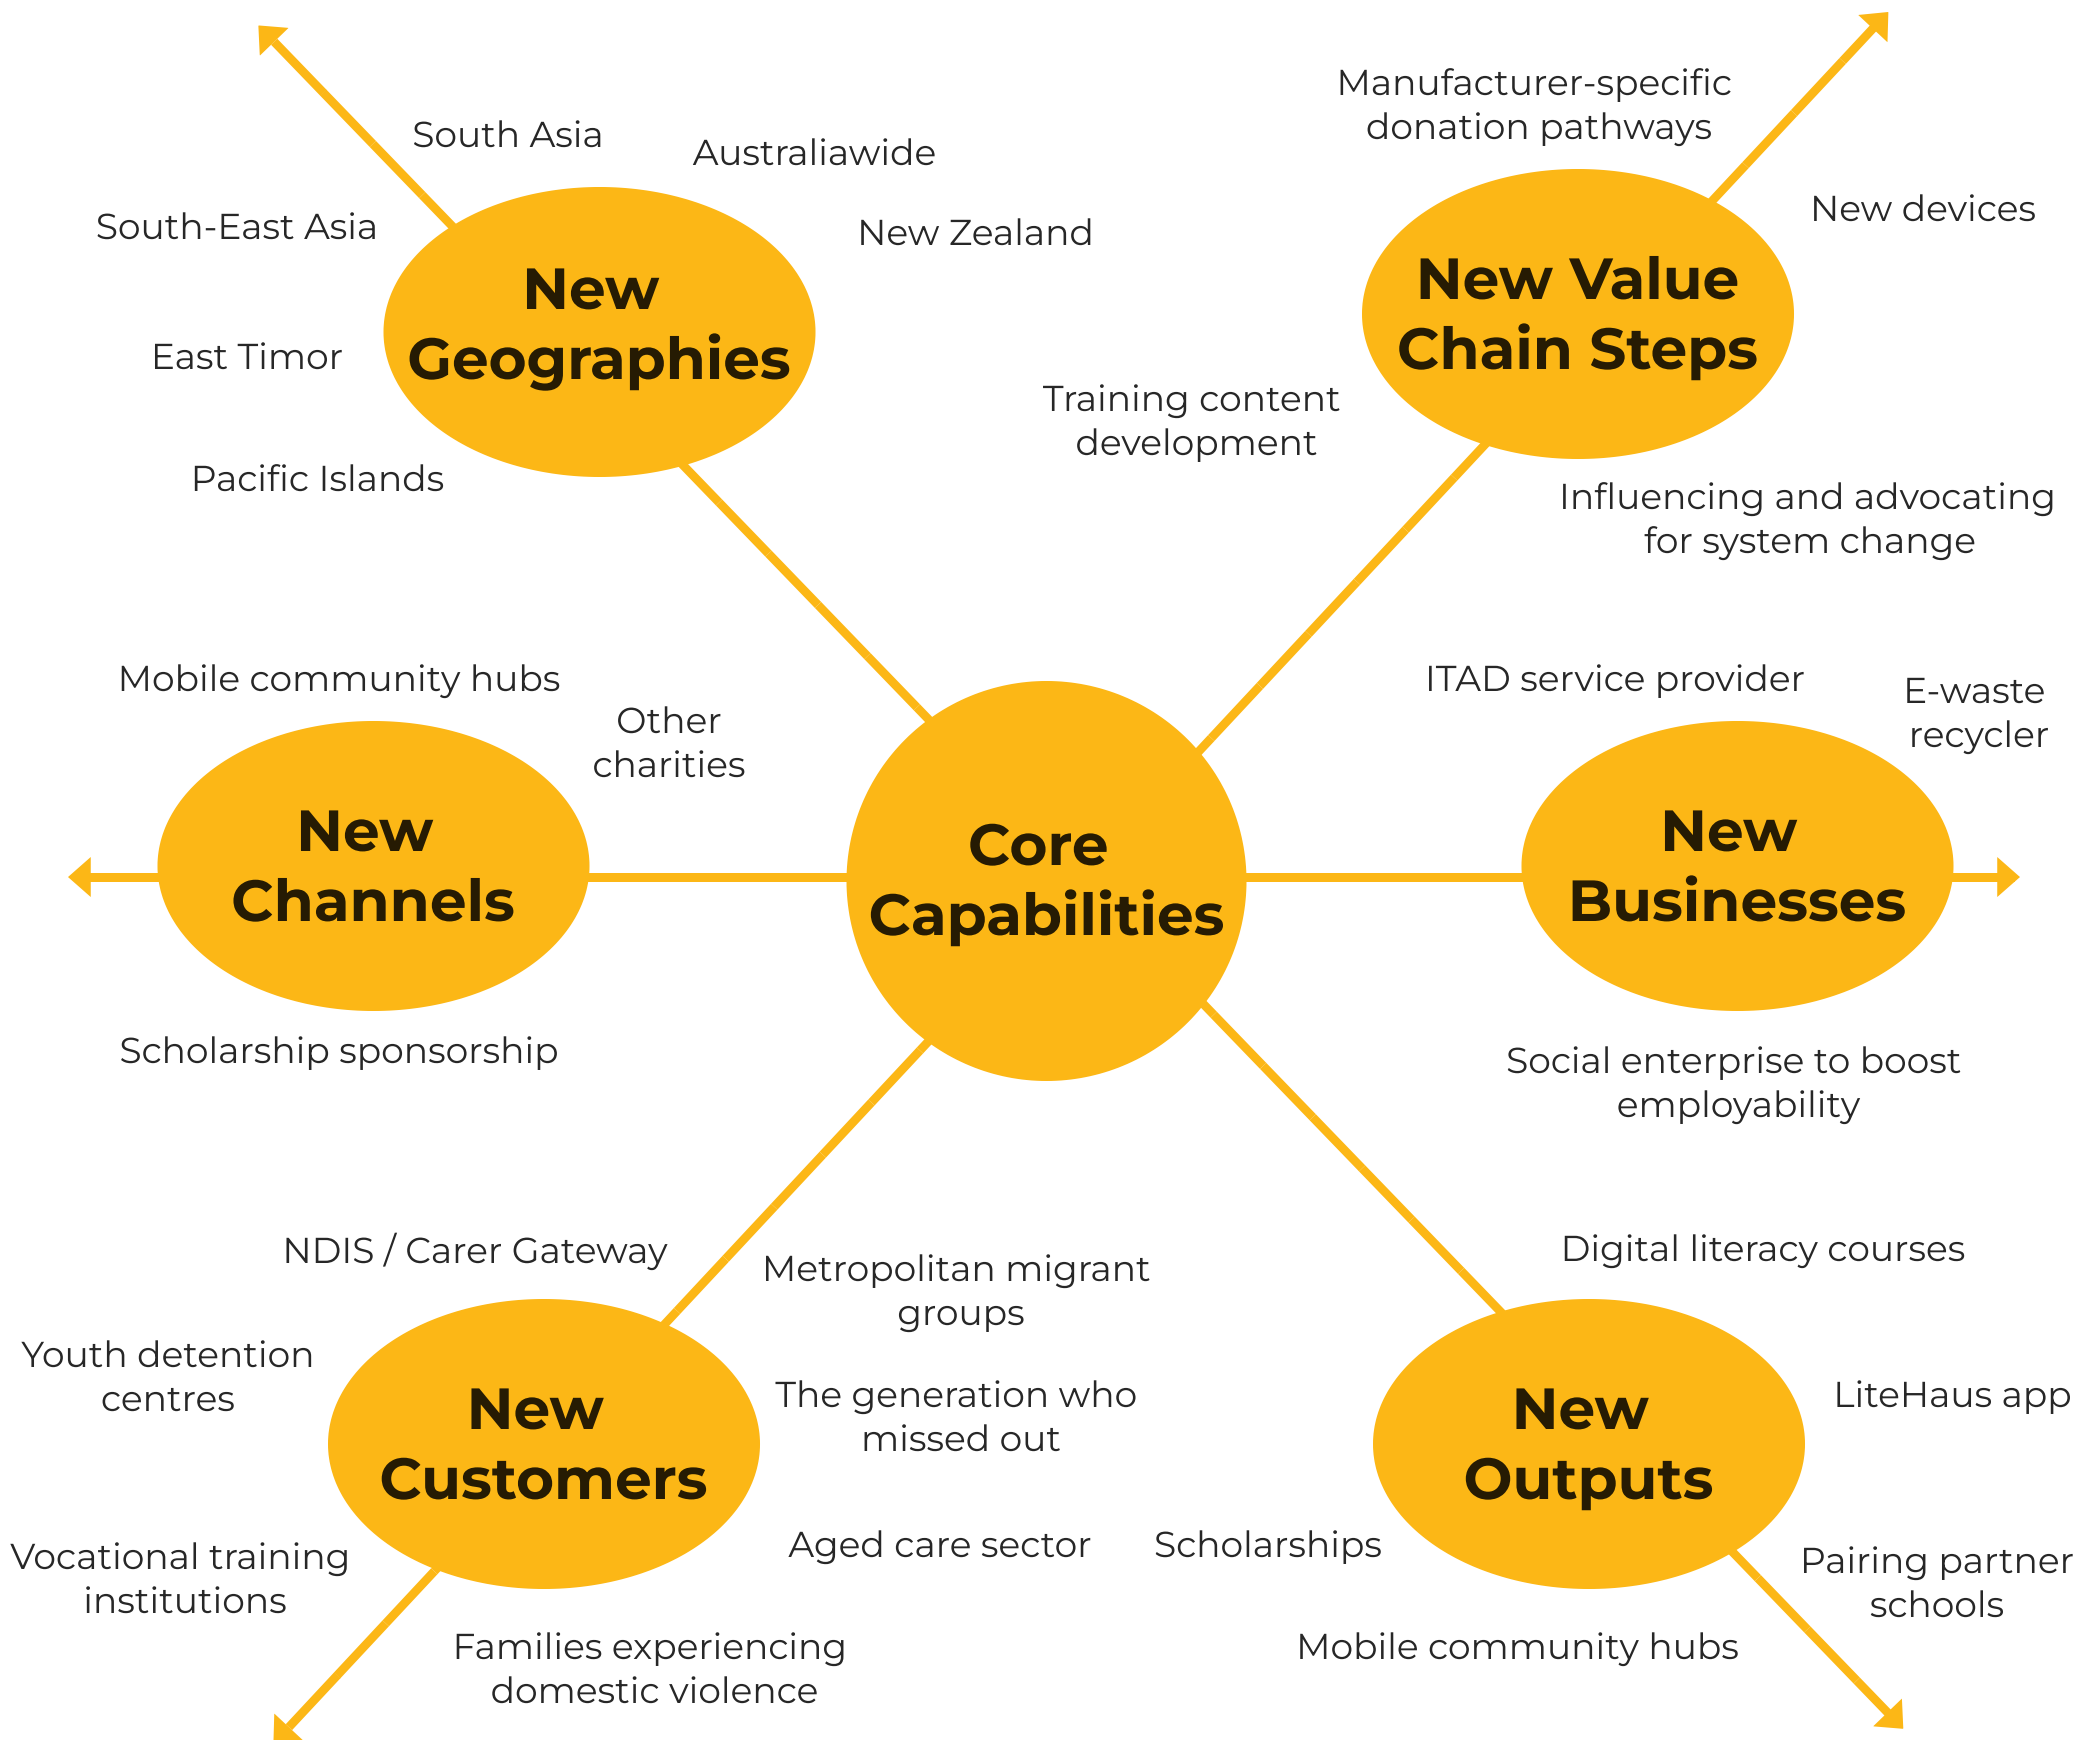 South Asia
Australiawide
South-East Asia
New Zealand
New
Geographies
East Timor
Pacific Islands
Manufacturer-specific
donation pathways
New devices
New Value
Chain Steps
Training content
development
Influencing and advocating
for system change
Mobile community hubs
Other
charities
New
Channels
Scholarship sponsorship
Core
Capabilities
ITAD service provider
E-waste
recycler
New
Businesses
Social enterprise to boost
employability
NDIS / Carer Gateway
Metropolitan migrant
groups
Youth detention
centres
The generation who
missed out
New
Customers
Aged care sector
Vocational training
institutions
Families experiencing
domestic violence
Digital literacy courses
LiteHaus app
New
Outputs
Scholarships
Pairing partner
schools
Mobile community hubs